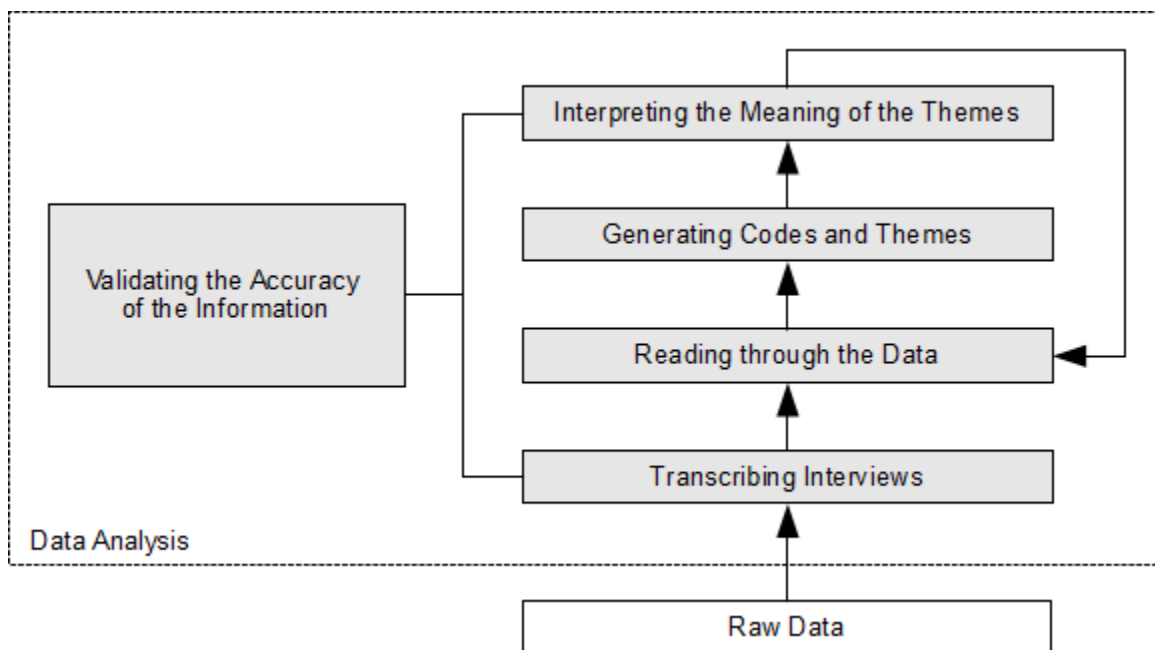 Interpreting the Meaning of the Themes
Generating Codes and Themes
Validating the Accuracy
of the Information
Reading through the Data
Transcribing Interviews
Data Analysis
Raw Data